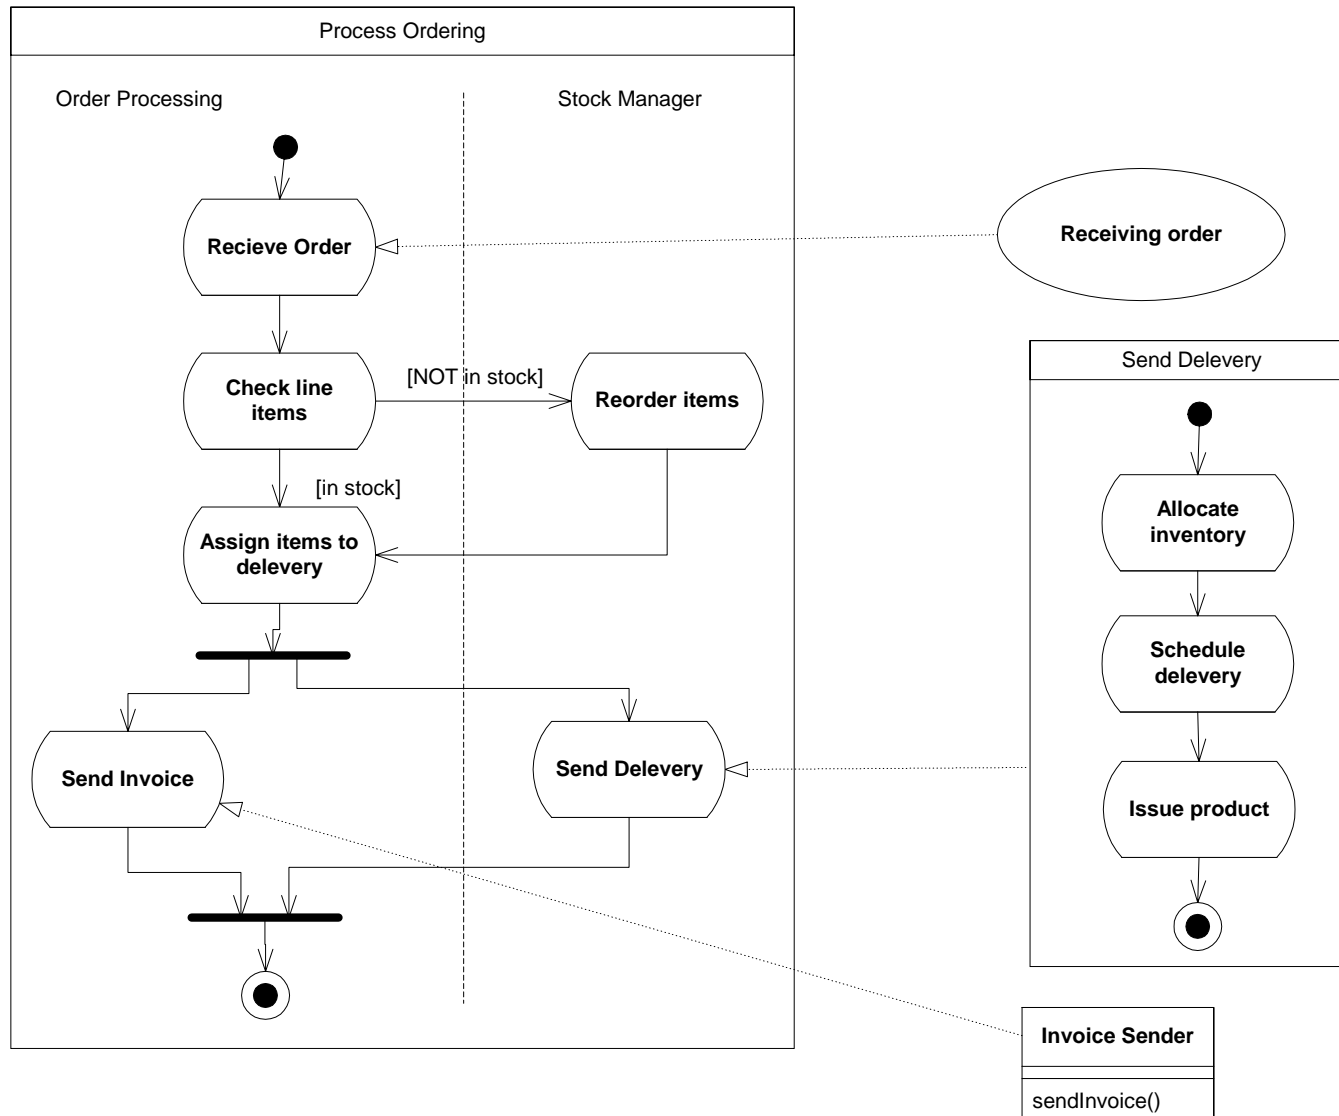 Process Ordering
Order Processing
Stock Manager
Recieve Order
Receiving order
Check line
items
[NOT in stock]
Reorder items
Send Delevery
[in stock]
Assign items to
delevery
Allocate
inventory
Schedule
delevery
Send Invoice
Send Delevery
Issue product
Invoice Sender
sendInvoice()